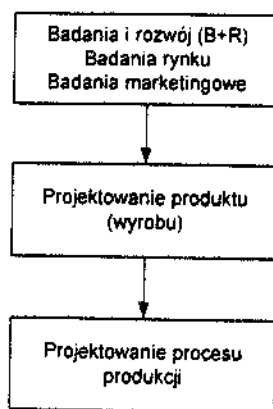 Badania i rozwój (B+R)
Badania rynku
Badania marketingowe
Projektowanie produktu
(wyrobu)
Projektowanie procesu
produkcji